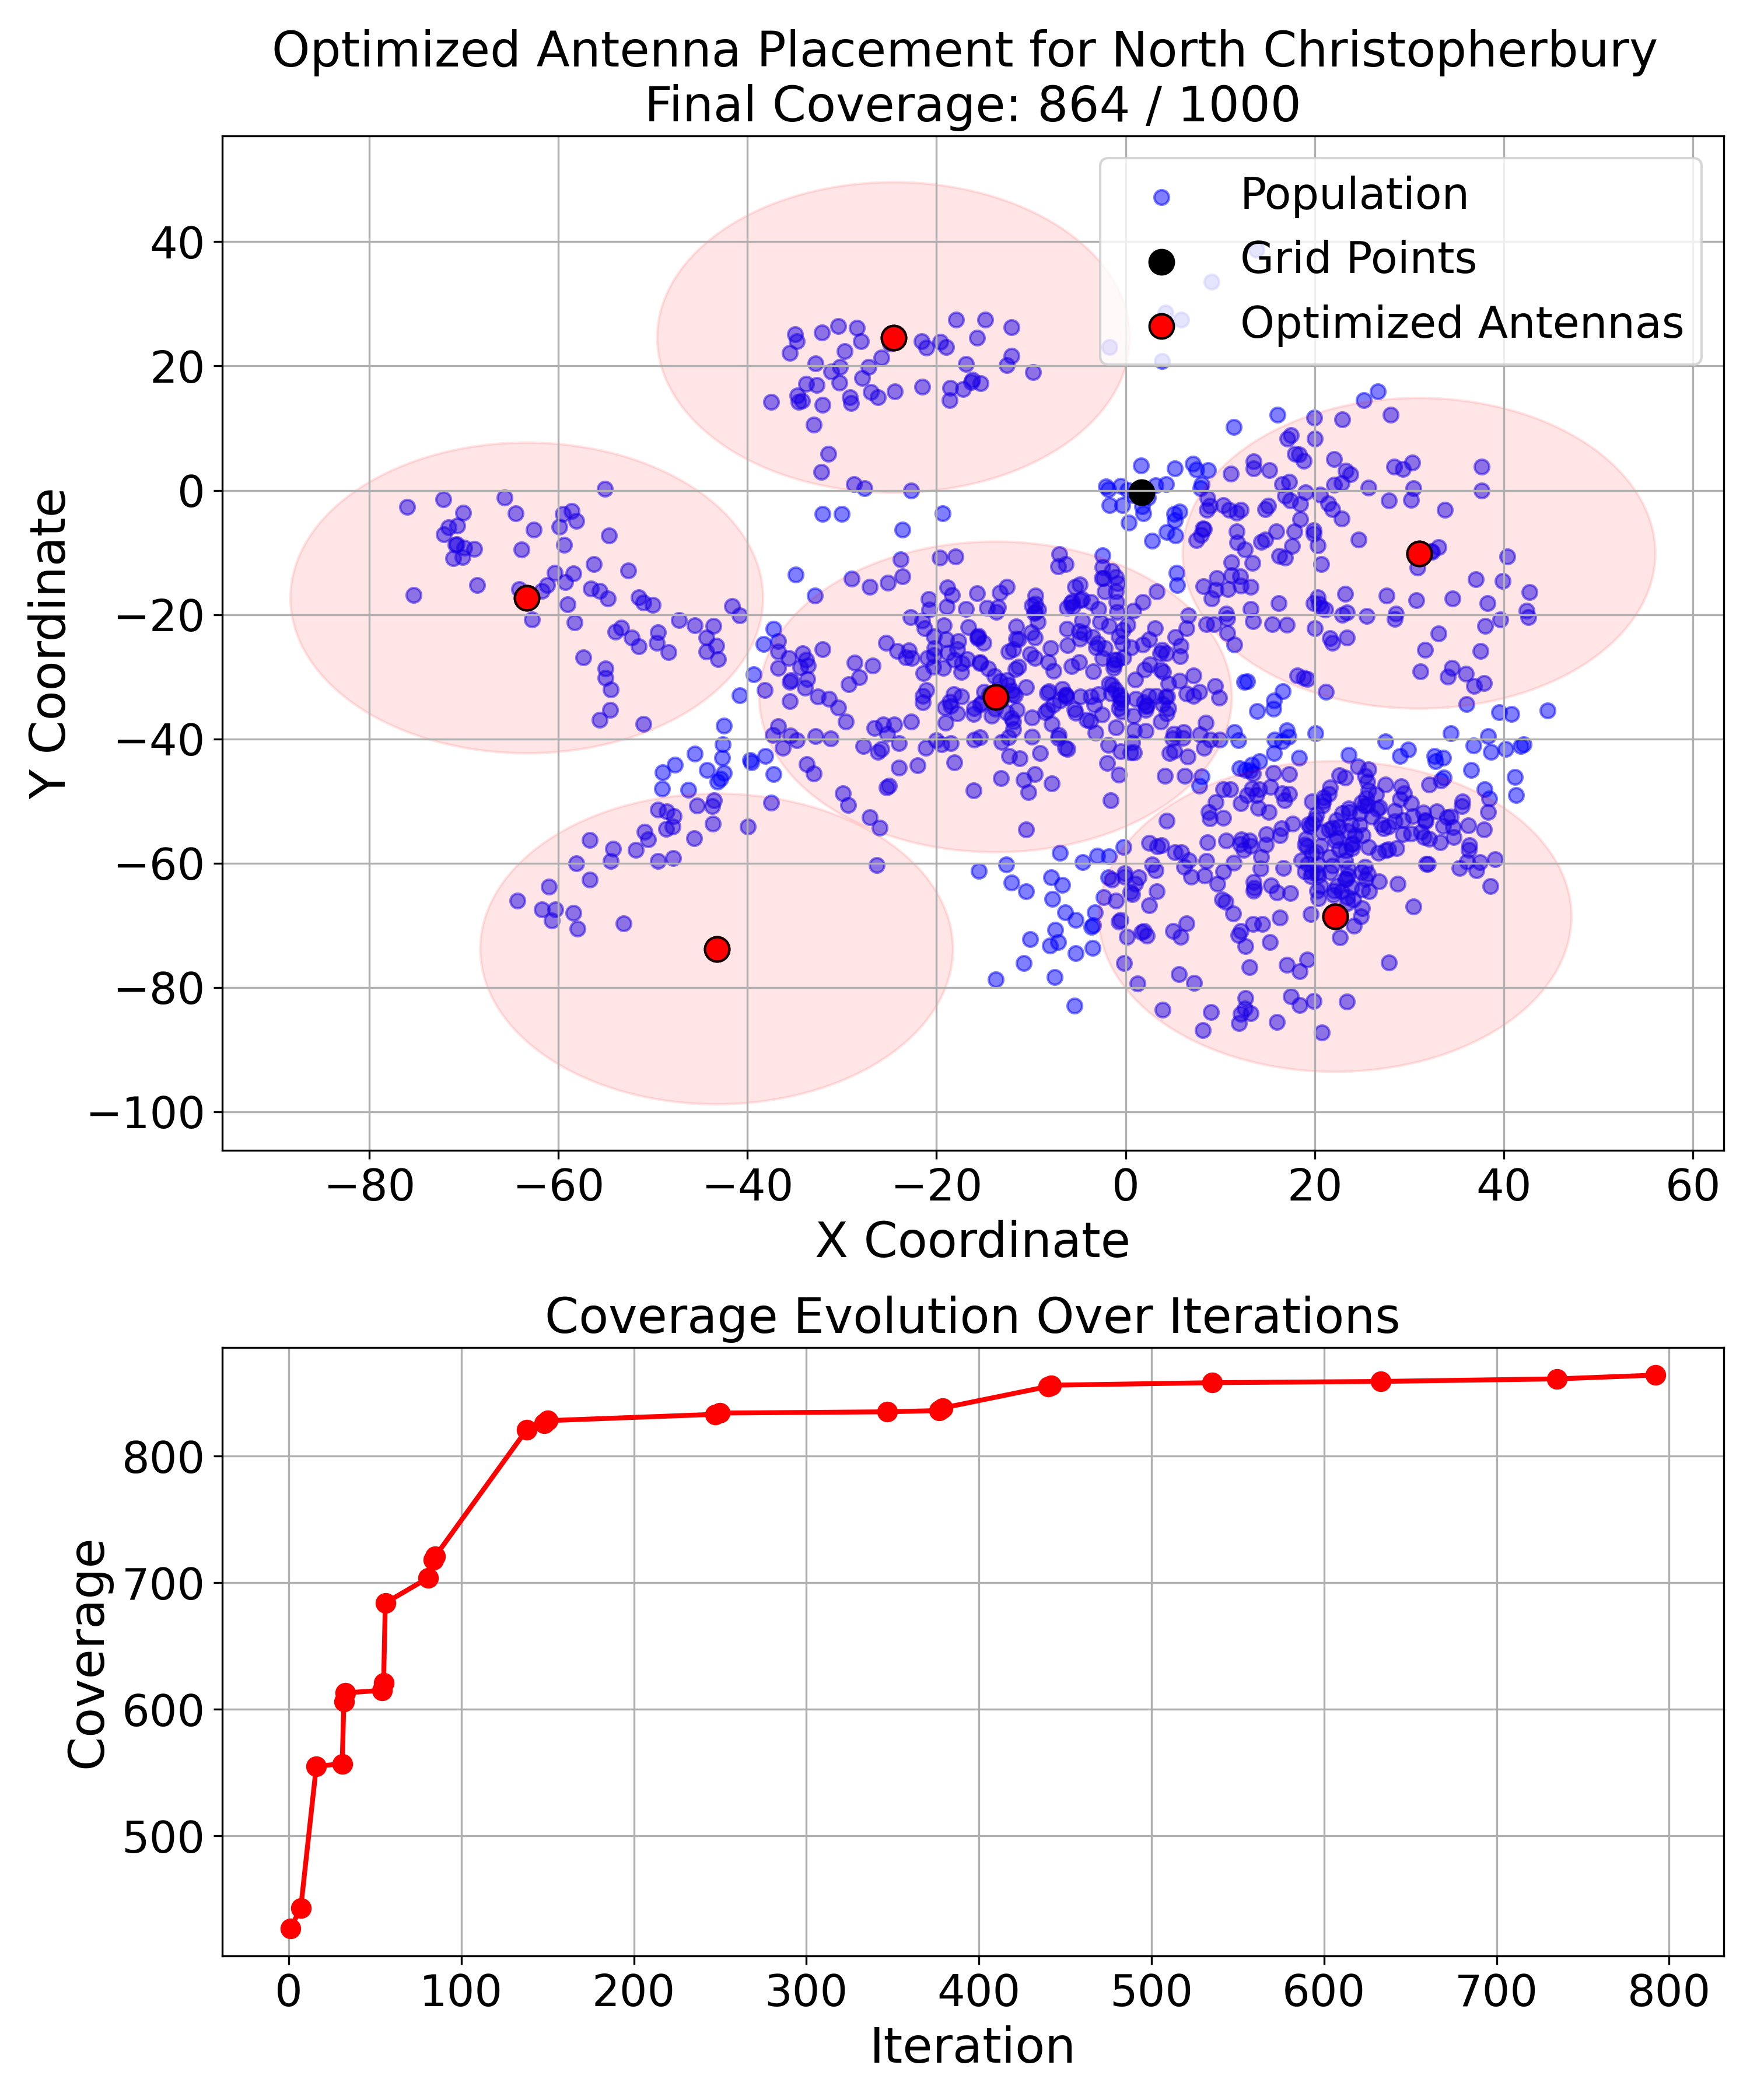 Optimized Antenna Placement for North Christopherbury
Final Coverage: 864 / 1000
Population
Grid Points
Optimized Antennas
Y Coordinate
40
20
0
−20
−40
−60
−80
−100
−80
−60
−40
−20
0
20
40
60
X Coordinate
Coverage Evolution Over Iterations
Coverage
800
700
600
500
0
100
200
300
400
500
600
700
800
Iteration